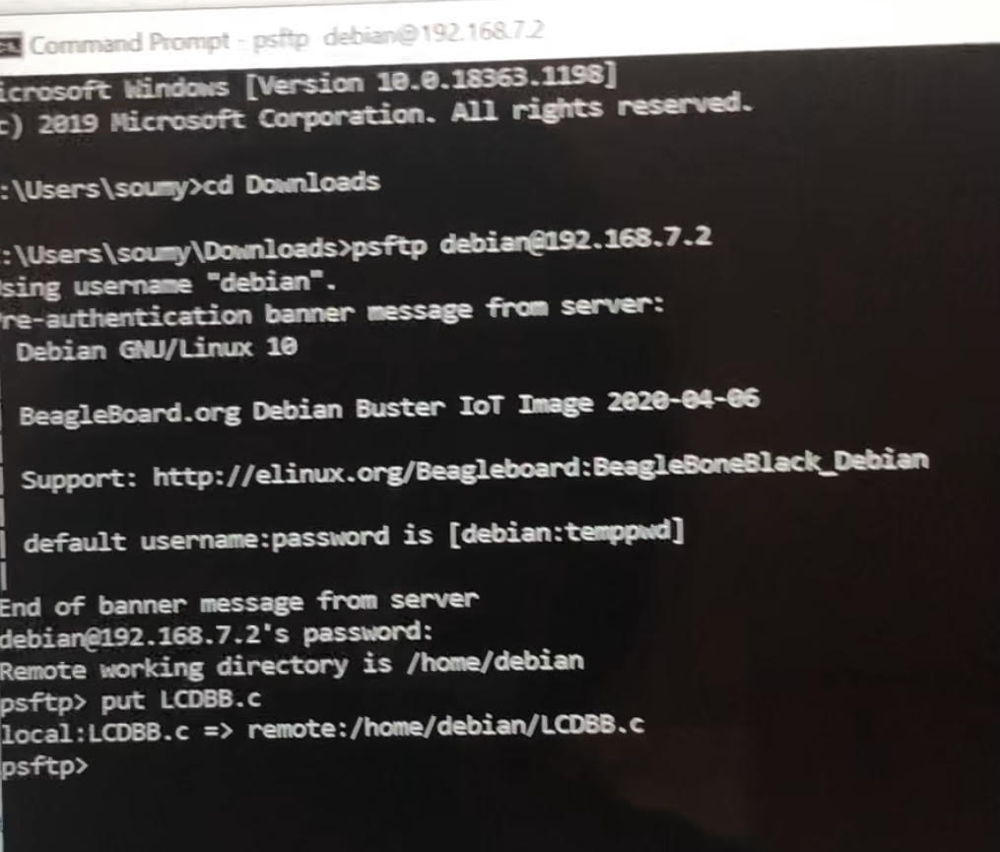 Command Prompt - psftp debian@192.168.7.2
icrosoft Windows [Version 10.0.18363.1198]
c) 2019 Microsoft Corporation. All rights reserved.
:\Users\soumy>cd Downloads
:\Users\soumy\Downloads>psftp debian@192.168.7.2
sing username "debian".
re-authentication banner message from server:
Debian GNU/Linux 10
BeagleBoard.org Debian Buster IoT Image 2020-04-06
Support: http://elinux.org/Beagleboard:BeagleBoneBlack_Debian
default username:password is [debian:temppwd]
End of banner message from server
debian@192.168.7.2's password:
Remote working directory is /home/debian
psftp> put LCDBB.c
local:LCDBB.c => remote:/home/debian/LCDBB.c
psftp>